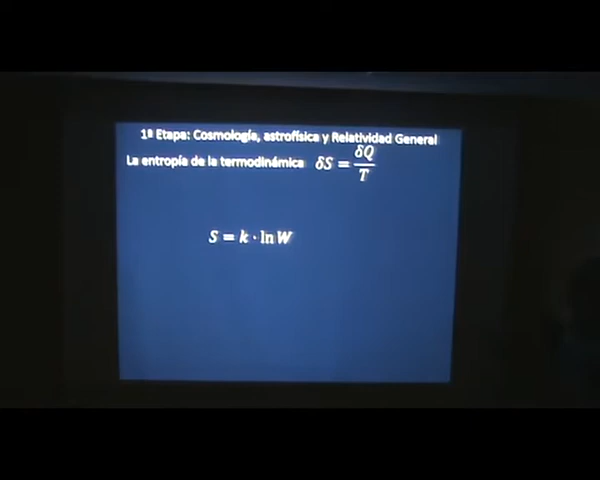 1ª Etapa: Cosmología, astrofísica y Relatividad General
La entropía de la termodinámica δS = δQ/T
S = k · ln W